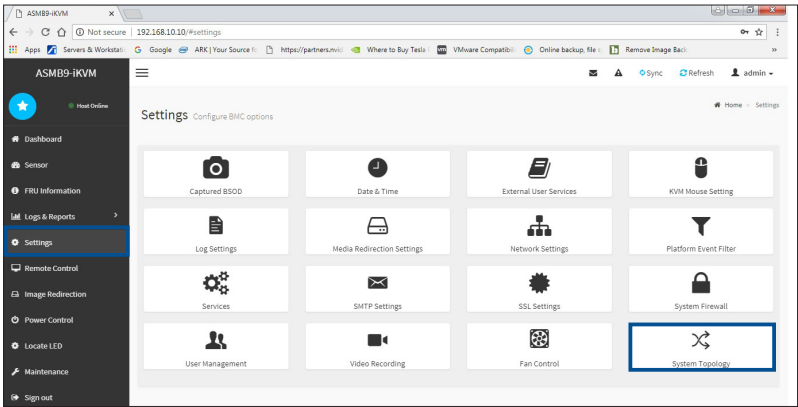 ASMB9-iKVM
Not secure | 192.168.10.10/#settings
Apps Servers & Workstati Google ARK | Your Source f https://partners.nvid Where to Buy Tesla VMware Compatibili Online backup, file s Remove Image Back
ASMB9-iKVM
Sync Refresh admin
Host Online
Settings Configure BMC options
Home Settings
Dashboard
Sensor
FRU Information
Logs & Reports
Settings
Remote Control
Image Redirection
Power Control
Locate LED
Maintenance
Sign out
Captured BSOD
Date & Time
External User Services
KVM Mouse Setting
Log Settings
Media Redirection Settings
Network Settings
Platform Event Filter
Services
SMTP Settings
SSL Settings
System Firewall
User Management
Video Recording
Fan Control
System Topology